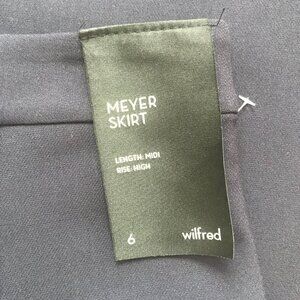 MEYER
SKIRT
LENGTH: MIDI
RISE: HIGH
6 wilfred